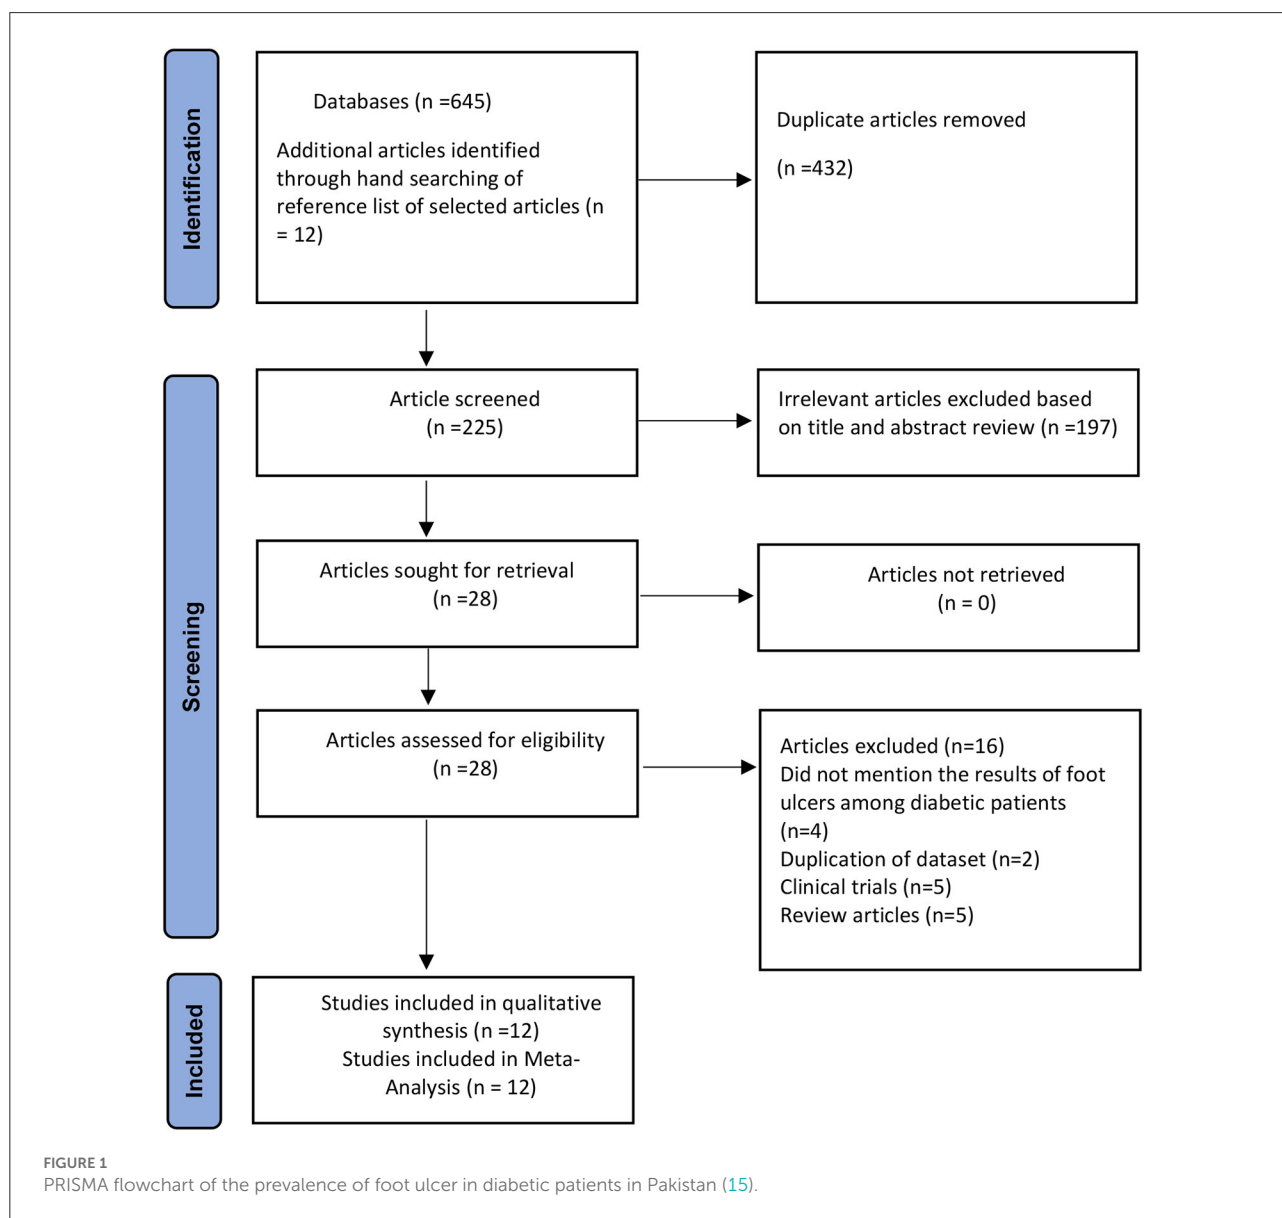 Identification
Databases (n =645)
Additional articles identified
through hand searching of
reference list of selected articles (n
= 12)
Duplicate articles removed
(n =432)
Screening
Article screened
(n =225)
Irrelevant articles excluded based
on title and abstract review (n =197)
Articles sought for retrieval
(n =28)
Articles not retrieved
(n = 0)
Articles assessed for eligibility
(n =28)
Articles excluded (n=16)
Did not mention the results of foot
ulcers among diabetic patients
(n=4)
Duplication of dataset (n=2)
Clinical trials (n=5)
Review articles (n=5)
Included
Studies included in qualitative
synthesis (n =12)
Studies included in Meta-
Analysis (n = 12)
FIGURE 1
PRISMA flowchart of the prevalence of foot ulcer in diabetic patients in Pakistan (15).